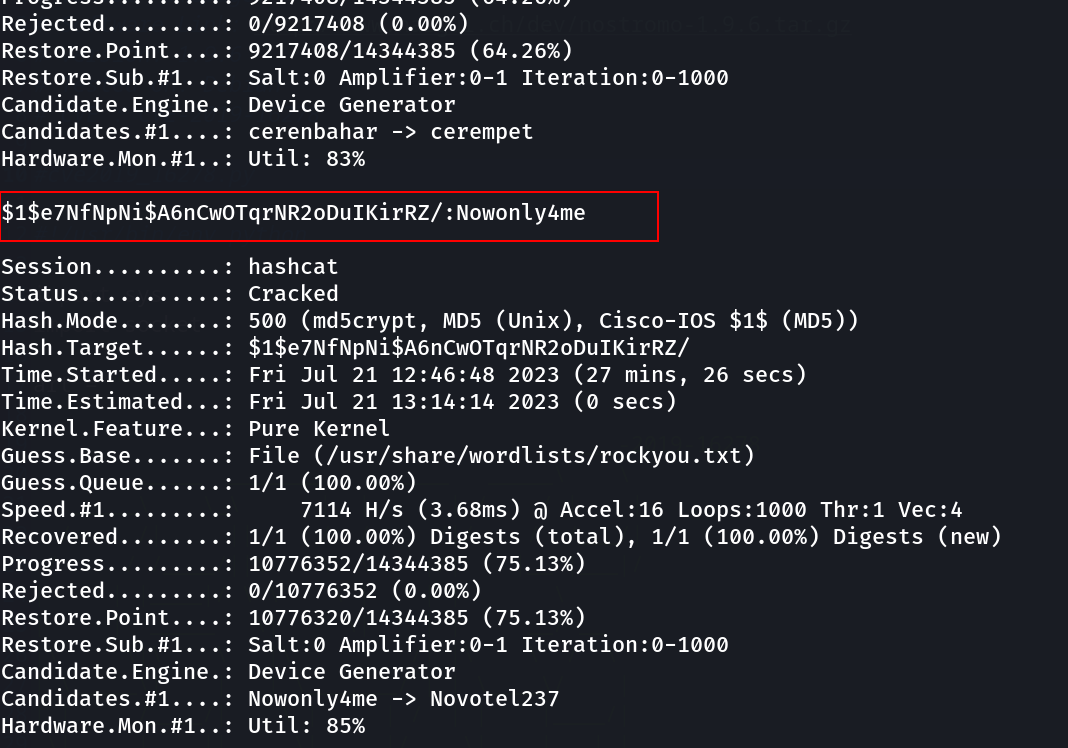 Rejected.........: 0/9217408 (0.00%)
Restore.Point....: 9217408/14344385 (64.26%)
Restore.Sub.#1...: Salt:0 Amplifier:0-1 Iteration:0-1000
Candidate.Engine.: Device Generator
Candidates.#1....: cerenbahar -> cerempet
Hardware.Mon.#1..: Util: 83%
$1$e7NfNpNi$A6nCwOTqrNR2oDuIKirRZ/:Nowonly4me
Session..........: hashcat
Status...........: Cracked
Hash.Mode........: 500 (md5crypt, MD5 (Unix), Cisco-IOS $1$ (MD5))
Hash.Target......: $1$e7NfNpNi$A6nCwOTqrNR2oDuIKirRZ/
Time.Started.....: Fri Jul 21 12:46:48 2023 (27 mins, 26 secs)
Time.Estimated...: Fri Jul 21 13:14:14 2023 (0 secs)
Kernel.Feature...: Pure Kernel
Guess.Base.......: File (/usr/share/wordlists/rockyou.txt)
Guess.Queue......: 1/1 (100.00%)
Speed.#1.........:     7114 H/s (3.68ms) @ Accel:16 Loops:1000 Thr:1 Vec:4
Recovered........: 1/1 (100.00%) Digests (total), 1/1 (100.00%) Digests (new)
Progress.........: 10776352/14344385 (75.13%)
Rejected.........: 0/10776352 (0.00%)
Restore.Point....: 10776320/14344385 (75.13%)
Restore.Sub.#1...: Salt:0 Amplifier:0-1 Iteration:0-1000
Candidate.Engine.: Device Generator
Candidates.#1....: Nowonly4me -> Novotel237
Hardware.Mon.#1..: Util: 85%